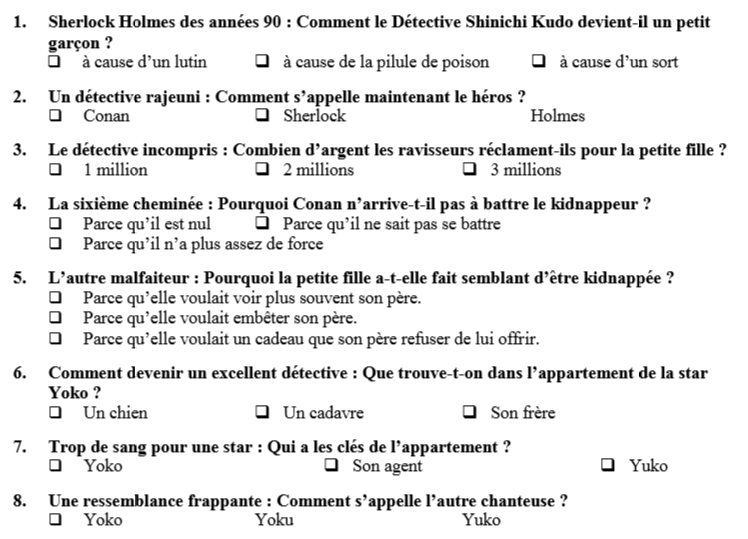 1. Sherlock Holmes des années 90 : Comment le Détective Shinichi Kudo devient-il un petit
garçon ?
❑ à cause d’un lutin ❑ à cause de la pilule de poison ❑ à cause d’un sort
2. Un détective rajeuni : Comment s’appelle maintenant le héros ?
❑ Conan ❑ Sherlock Holmes
3. Le détective incompris : Combien d’argent les ravisseurs réclament-ils pour la petite fille ?
❑ 1 million ❑ 2 millions ❑ 3 millions
4. La sixième cheminée : Pourquoi Conan n’arrive-t-il pas à battre le kidnappeur ?
❑ Parce qu’il est nul ❑ Parce qu’il ne sait pas se battre
❑ Parce qu’il n’a plus assez de force
5. L’autre malfaiteur : Pourquoi la petite fille a-t-elle fait semblant d’être kidnappée ?
❑ Parce qu’elle voulait voir plus souvent son père.
❑ Parce qu’elle voulait embêter son père.
❑ Parce qu’elle voulait un cadeau que son père refuser de lui offrir.
6. Comment devenir un excellent détective : Que trouve-t-on dans l’appartement de la star
Yoko ?
❑ Un chien ❑ Un cadavre ❑ Son frère
7. Trop de sang pour une star : Qui a les clés de l’appartement ?
❑ Yoko ❑ Son agent ❑ Yuko
8. Une ressemblance frappante : Comment s’appelle l’autre chanteuse ?
❑ Yoko Yoku Yuko